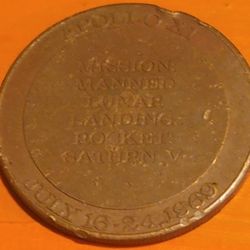 APOLLO XI
MISSION:
MANNED
LUNAR
LANDING
ROCKET:
SATURN V
JULY 16-24, 1969